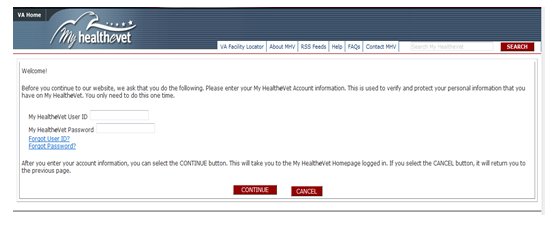 VA Home
My healthevet
VA Facility Locator About MHV RSS Feeds Help FAQs Contact MHV Search My Healthevet SEARCH
Welcome!
Before you continue to our website, we ask that you do the following. Please enter your My HealtheVet Account information. This is used to verify and protect your personal information that you
have on My HealtheVet. You only need to do this one time.
My HealtheVet User ID
My HealtheVet Password
Forgot User ID?
Forgot Password?
After you enter your account information, you can select the CONTINUE button. This will take you to the My HealtheVet Homepage logged in. If you select the CANCEL button, it will return you to
the previous page.
CONTINUE CANCEL